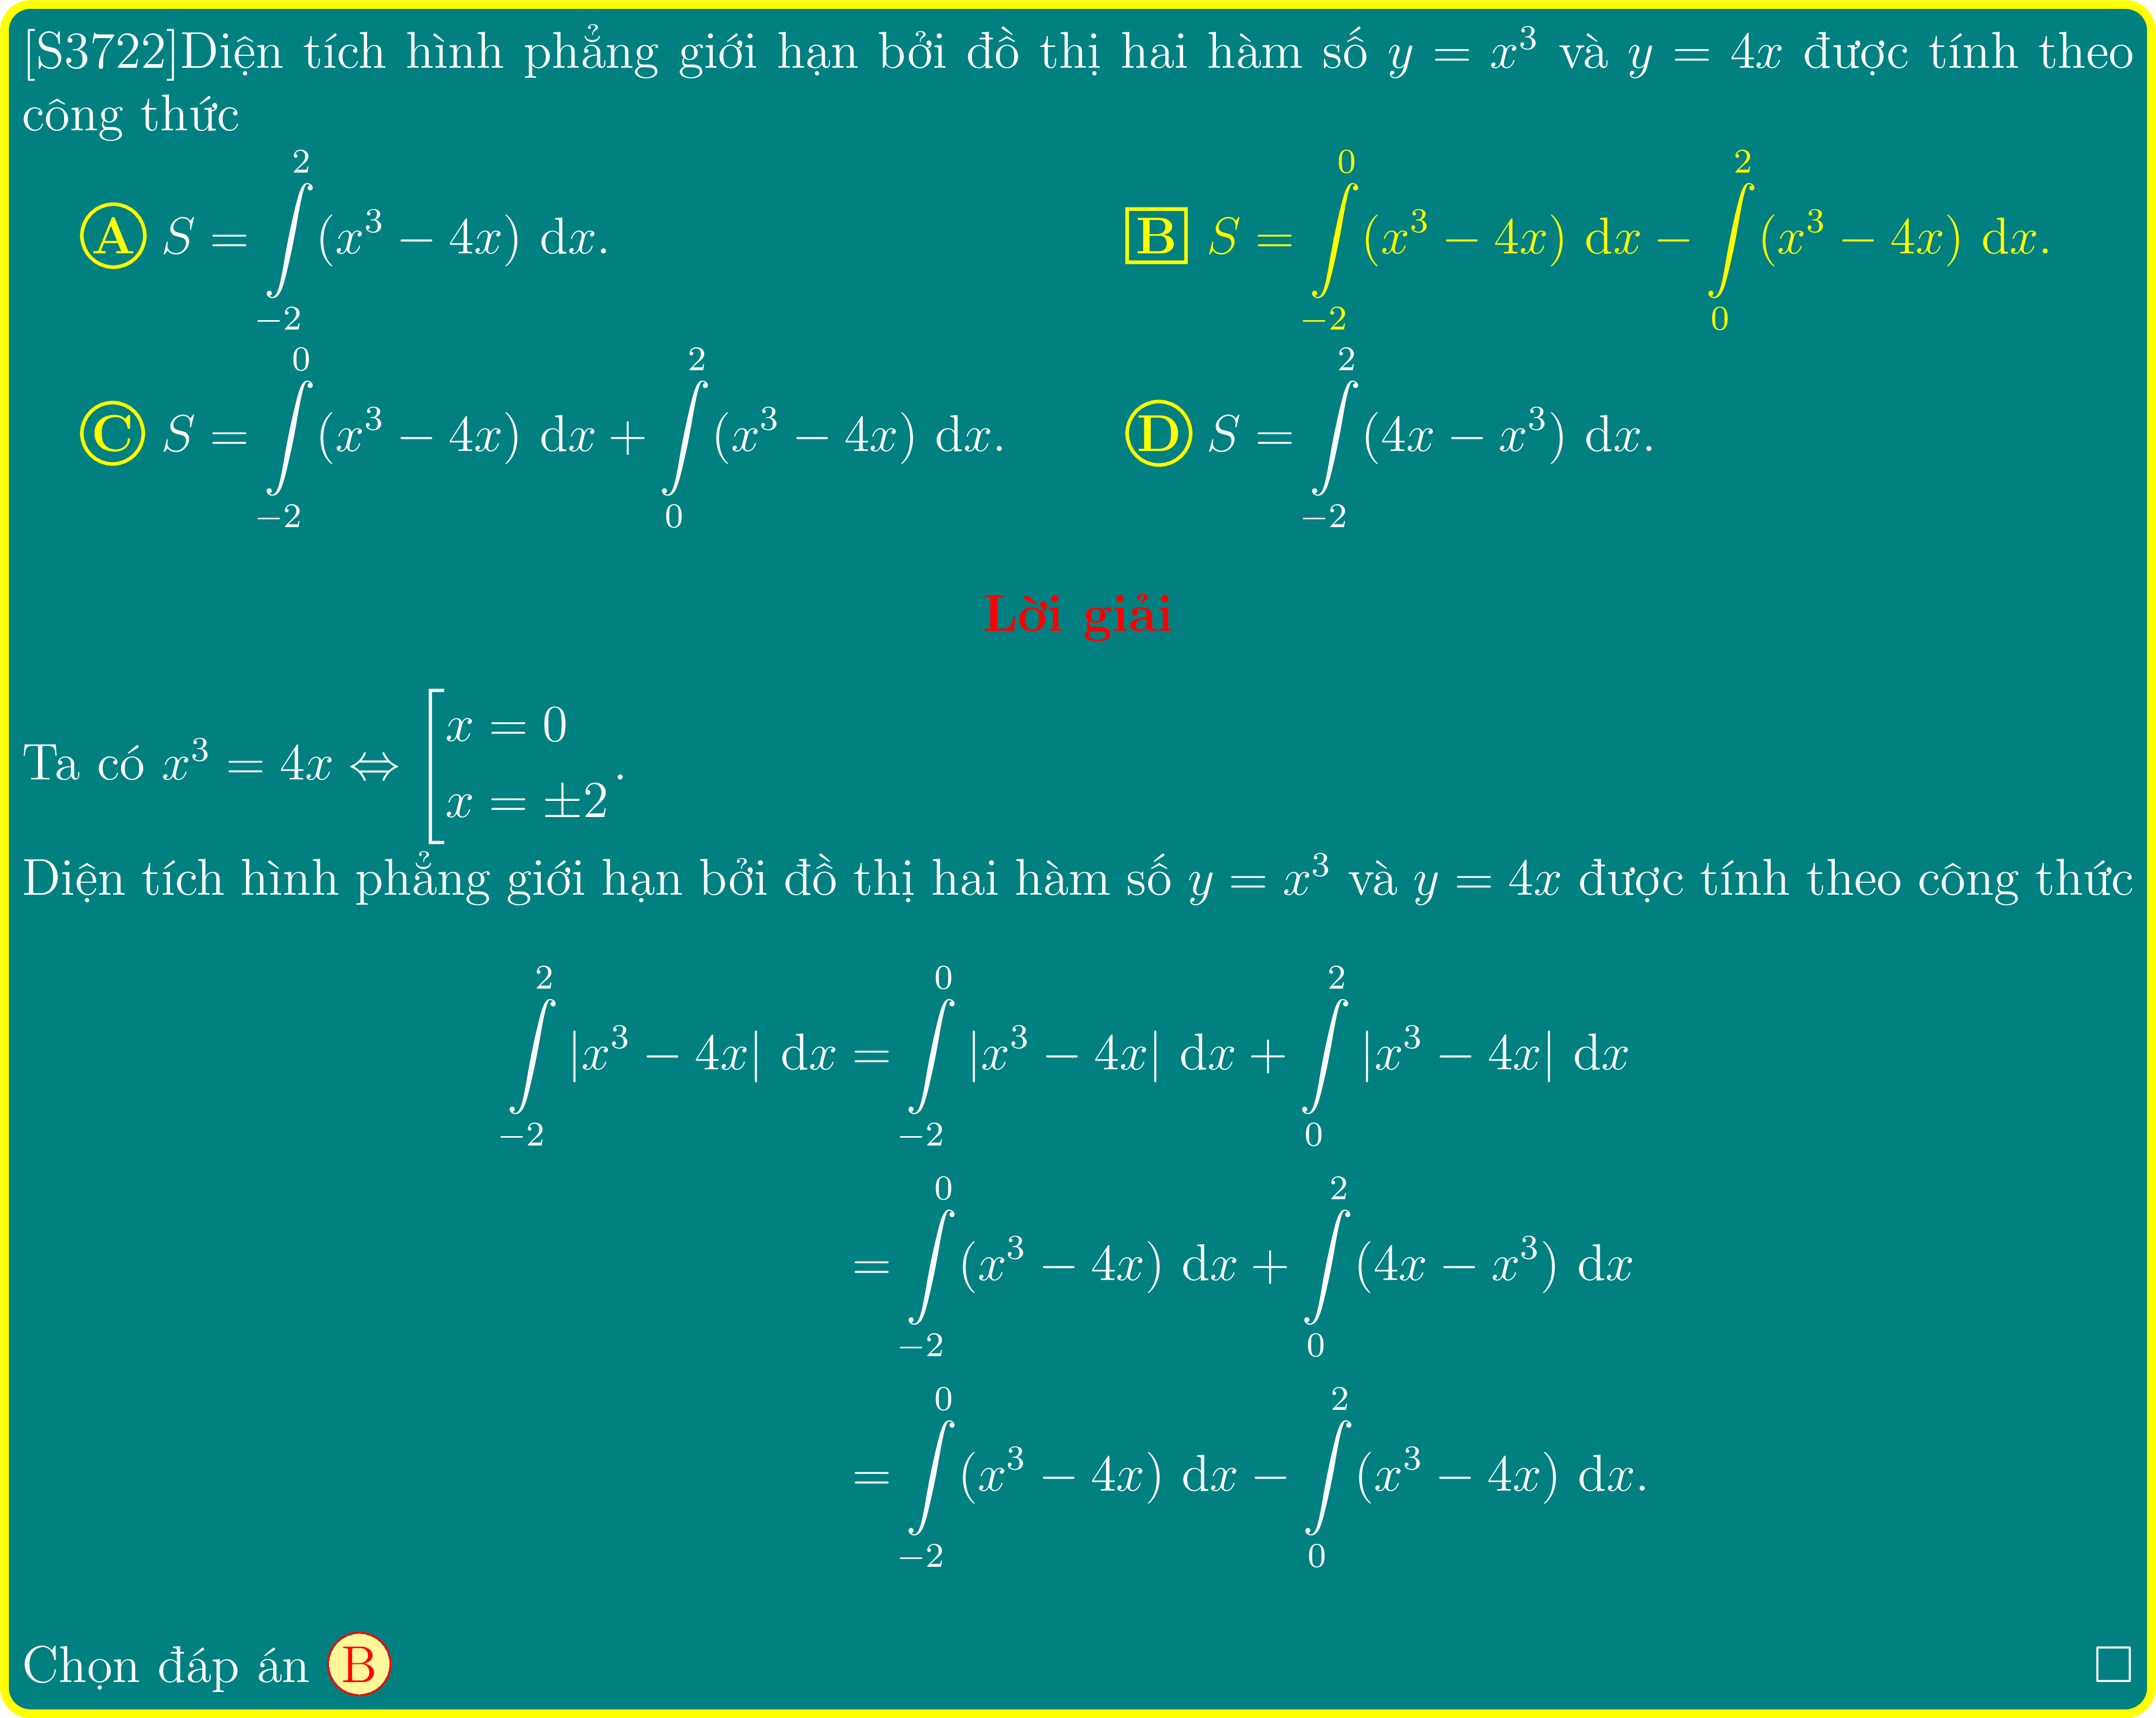 [S3722]Diện tích hình phẳng giới hạn bởi đồ thị hai hàm số $y = x^3$ và $y = 4x$ được tính theo
công thức
A $S = \int\limits_{-2}^{2} (x^3 - 4x) \ \mathrm{d}x.$ B $S = \int\limits_{-2}^{0} (x^3 - 4x) \ \mathrm{d}x - \int\limits_{0}^{2} (x^3 - 4x) \ \mathrm{d}x.$
C $S = \int\limits_{-2}^{0} (x^3 - 4x) \ \mathrm{d}x + \int\limits_{0}^{2} (x^3 - 4x) \ \mathrm{d}x.$ D $S = \int\limits_{-2}^{2} (4x - x^3) \ \mathrm{d}x.$
Lời giải
Ta có $x^3 = 4x \Leftrightarrow \left[\begin{array}{l} x = 0 \\ x = \pm 2 \end{array}\right..$
Diện tích hình phẳng giới hạn bởi đồ thị hai hàm số $y = x^3$ và $y = 4x$ được tính theo công thức
$\int\limits_{-2}^{2} |x^3 - 4x| \ \mathrm{d}x = \int\limits_{-2}^{0} |x^3 - 4x| \ \mathrm{d}x + \int\limits_{0}^{2} |x^3 - 4x| \ \mathrm{d}x$
$= \int\limits_{-2}^{0} (x^3 - 4x) \ \mathrm{d}x + \int\limits_{0}^{2} (4x - x^3) \ \mathrm{d}x$
$= \int\limits_{-2}^{0} (x^3 - 4x) \ \mathrm{d}x - \int\limits_{0}^{2} (x^3 - 4x) \ \mathrm{d}x.$
Chọn đáp án B □